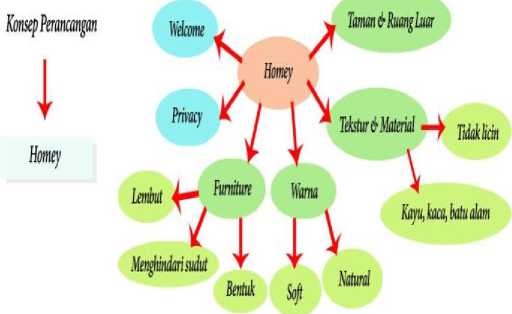 Konsep Perancangan
Homey
Welcome
Privacy
Homey
Taman & Ruang Luar
Tekstur & Material
Tidak licin
Kayu, kaca, batu alam
Furniture
Warna
Lembut
Menghindari sudut
Bentuk
Soft
Natural